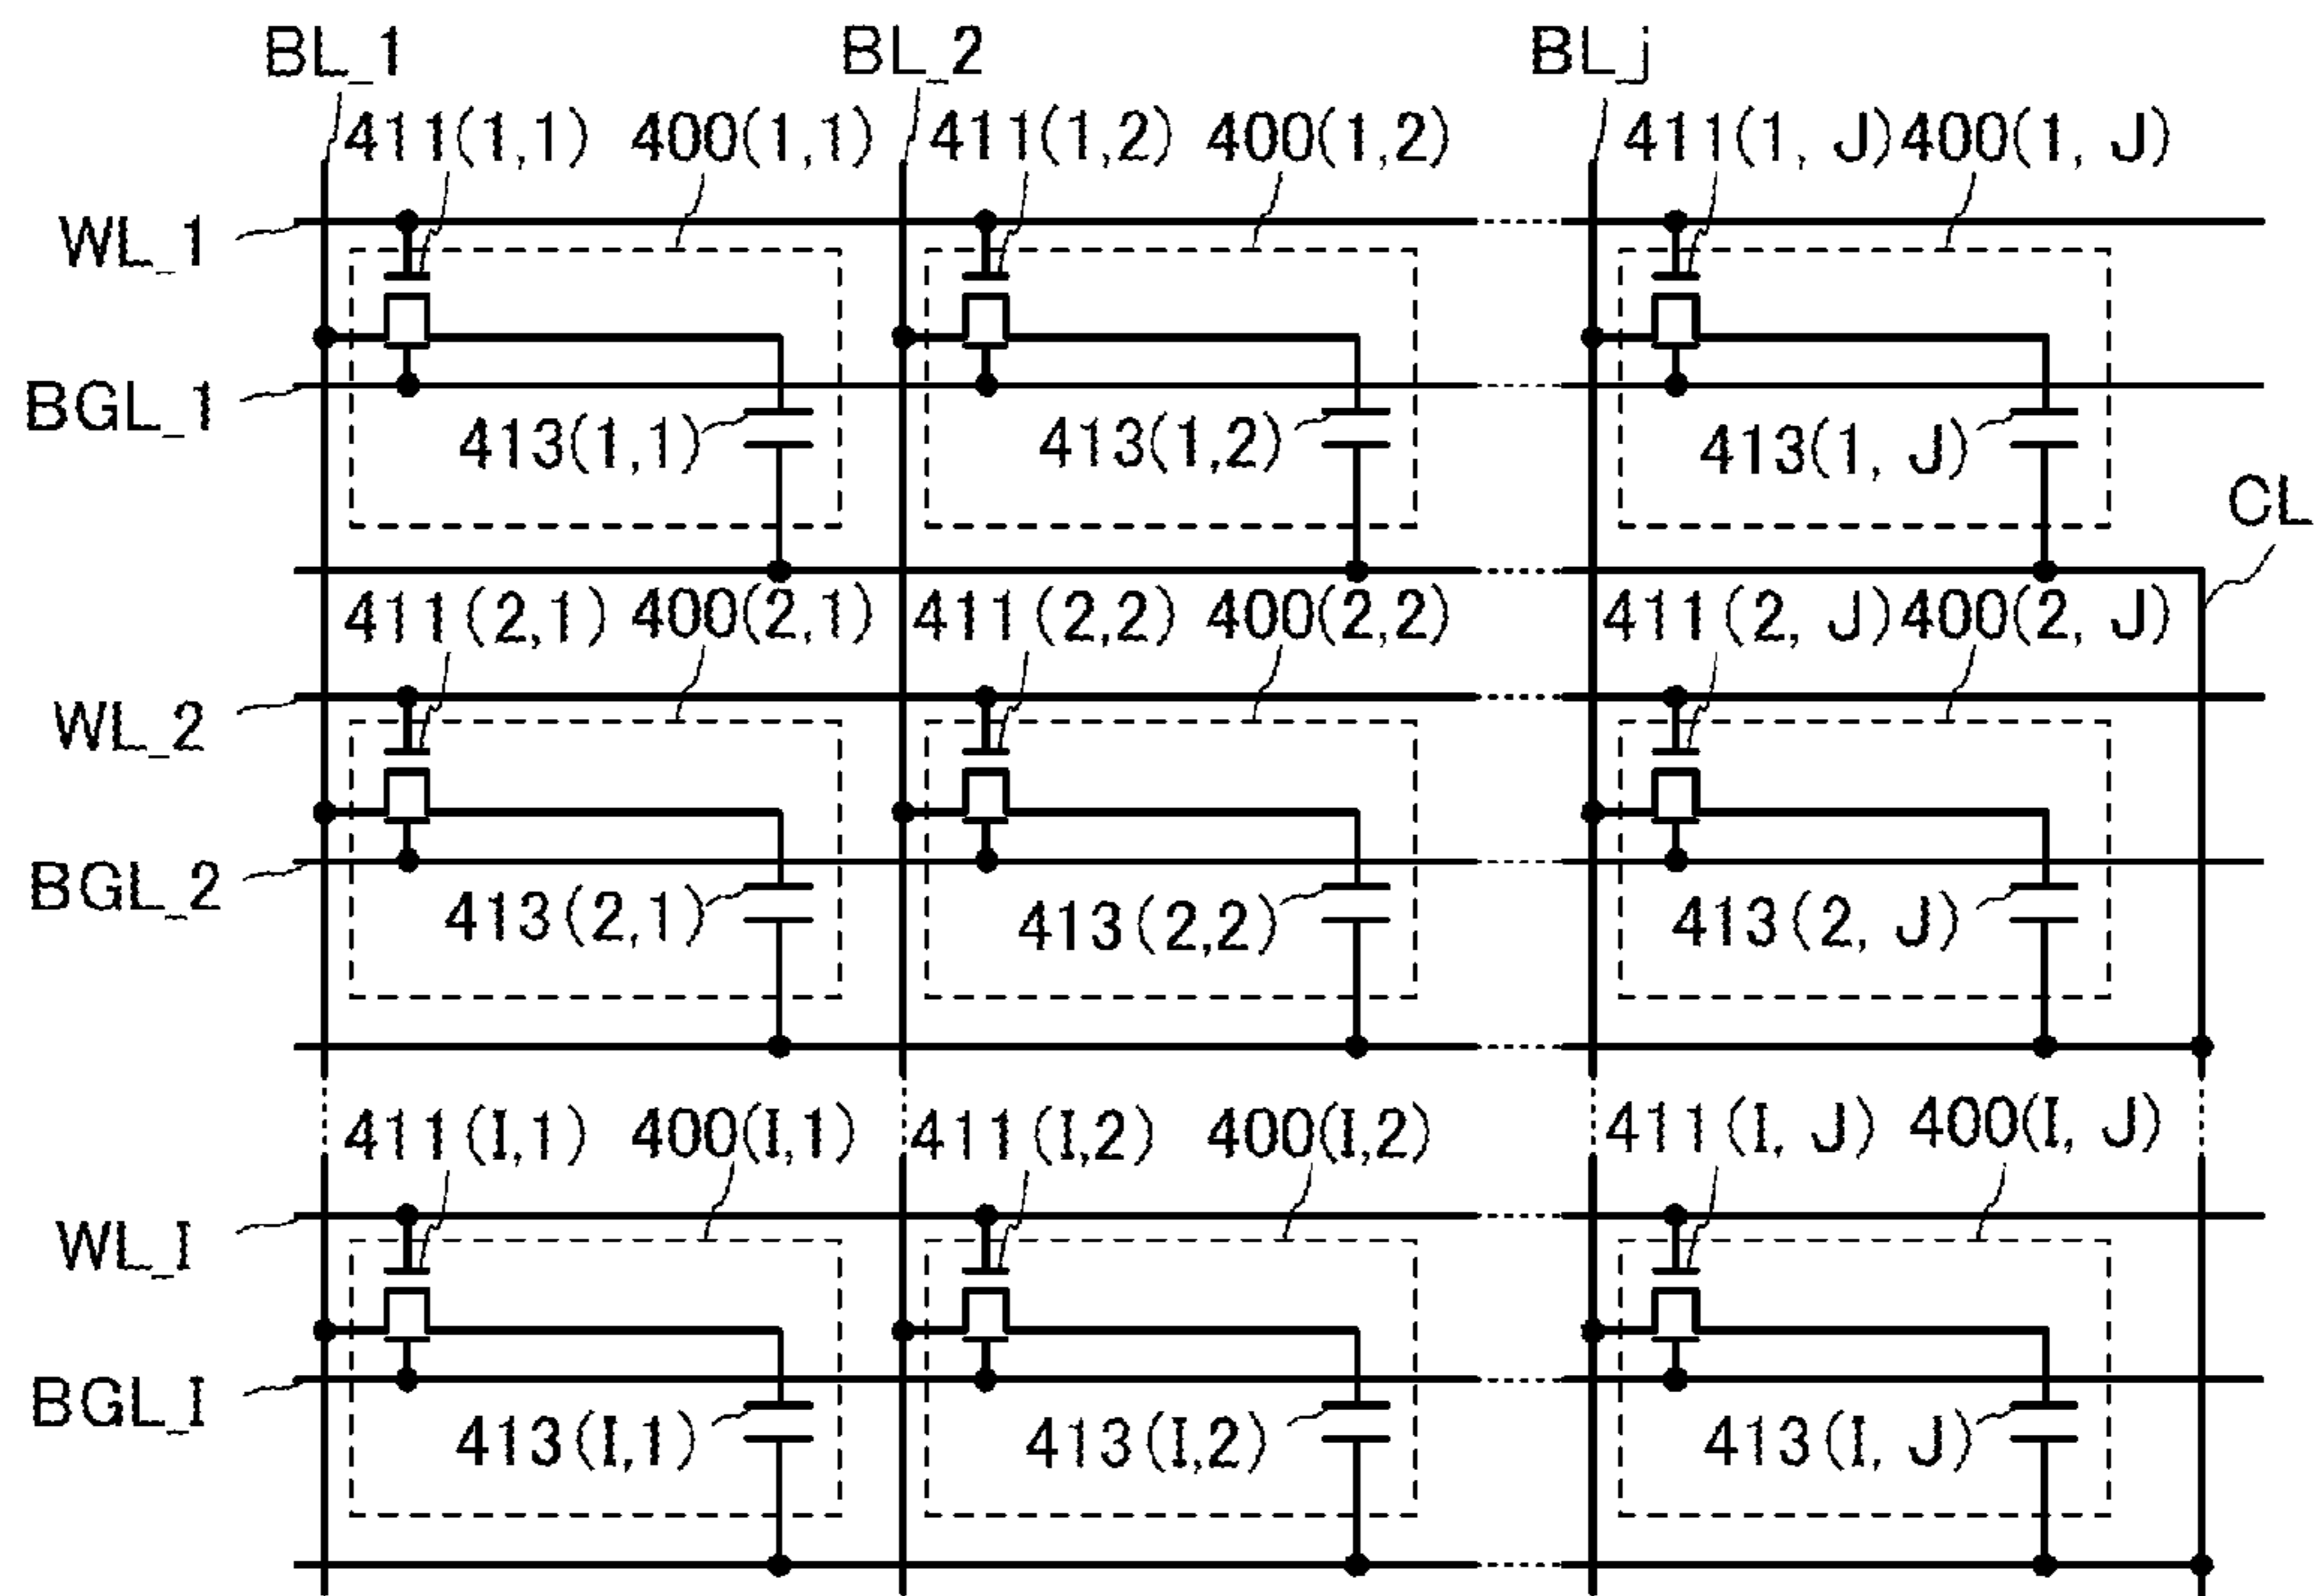 BL_1 BL_2 BL_j
411(1,1) 400(1,1) 411(1,2) 400(1,2) 411(1, J) 400(1, J)
WL_1
BGL_1
413(1,1) 413(1,2) 413(1, J)
CL
411(2,1) 400(2,1) 411(2,2) 400(2,2) 411(2, J) 400(2, J)
WL_2
BGL_2
413(2,1) 413(2,2) 413(2, J)
411(I,1) 400(I,1) 411(I,2) 400(I,2) 411(I, J) 400(I, J)
WL_I
BGL_I
413(I,1) 413(I,2) 413(I, J)